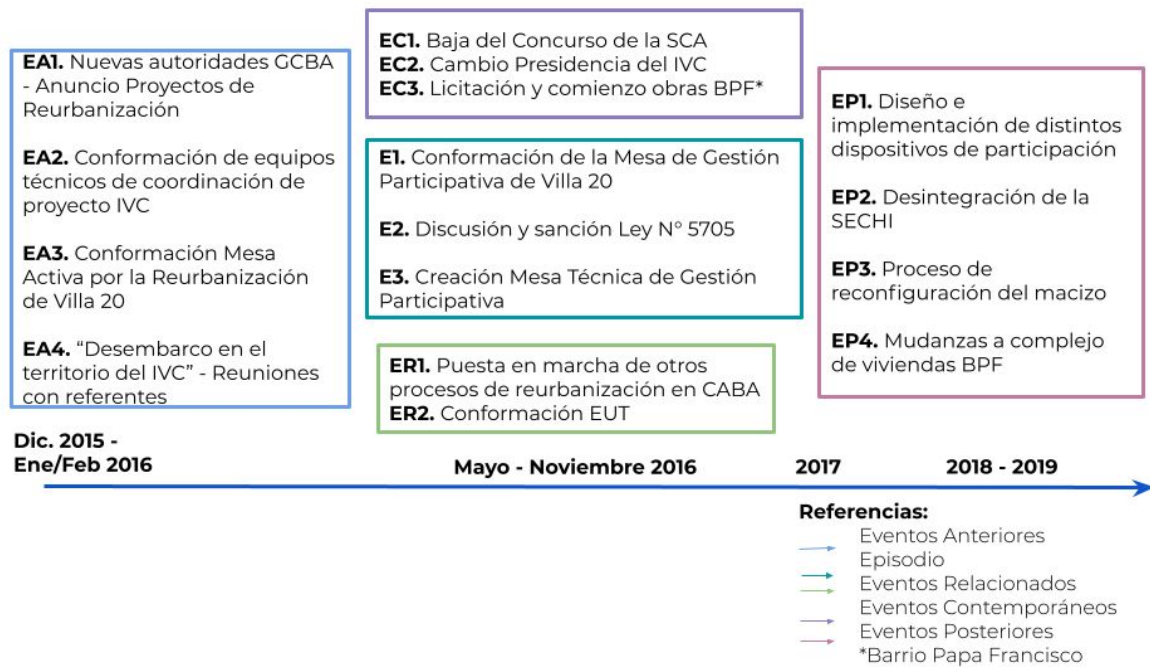 EA1. Nuevas autoridades GCBA
- Anuncio Proyectos de
Reurbanización
EA2. Conformación de equipos
técnicos de coordinación de
proyecto IVC
EA3. Conformación Mesa
Activa por la Reurbanización
de Villa 20
EA4. “Desembarco en el
territorio del IVC” - Reuniones
con referentes
EC1. Baja del Concurso de la SCA
EC2. Cambio Presidencia del IVC
EC3. Licitación y comienzo obras BPF*
E1. Conformación de la Mesa de Gestión
Participativa de Villa 20
E2. Discusión y sanción Ley N° 5705
E3. Creación Mesa Técnica de Gestión
Participativa
ER1. Puesta en marcha de otros
procesos de reurbanización en CABA
ER2. Conformación EUT
EP1. Diseño e
implementación de distintos
dispositivos de participación
EP2. Desintegración de la
SECHI
EP3. Proceso de
reconfiguración del macizo
EP4. Mudanzas a complejo
de viviendas BPF
Dic. 2015 -
Ene/Feb 2016
Mayo - Noviembre 2016
2017
2018 - 2019
Referencias:
Eventos Anteriores
Episodio
Eventos Relacionados
Eventos Contemporáneos
Eventos Posteriores
*Barrio Papa Francisco